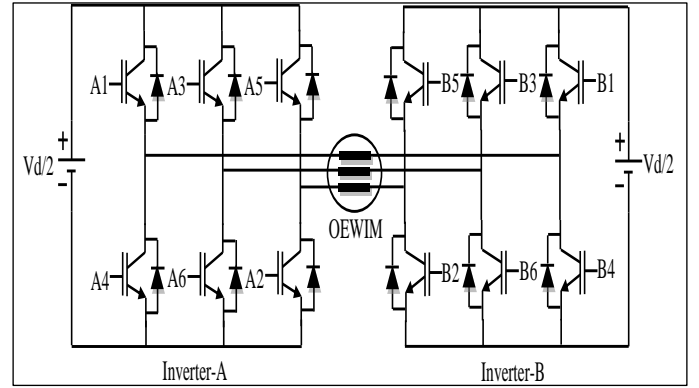 A1 A3 A5 B5 B3 B1
+ +
Vd/2 Vd/2
- -
OEWIM
A4 A6 A2 B2 B6 B4
Inverter-A Inverter-B